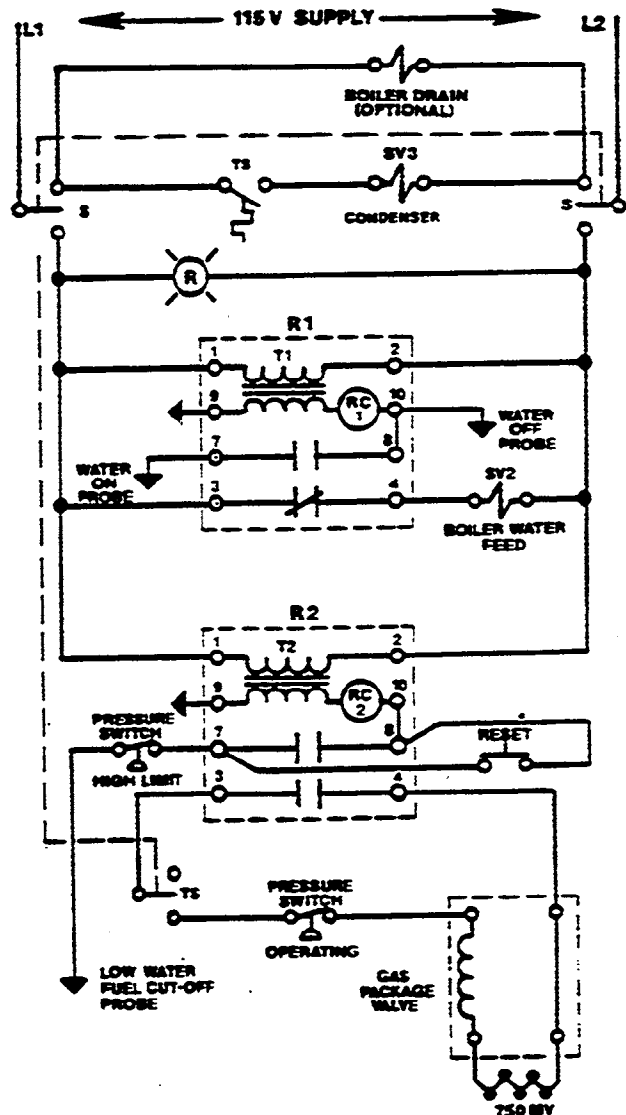 L1
115 V SUPPLY
L2
BOILER DRAIN
(OPTIONAL)
TS
SV3
S
S
CONDENSER
R
R1
1
T1
2
9
RC
1
10
WATER
OFF
PROBE
7
8
WATER
ON
PROBE
3
4
SV2
BOILER WATER
FEED
R2
1
T2
2
9
RC
2
10
PRESSURE
SWITCH
7
8
RESET
HIGH LIMIT
3
4
TS
PRESSURE
SWITCH
OPERATING
LOW WATER
FUEL CUT-OFF
PROBE
GAS
PACKAGE
VALVE
750 MV